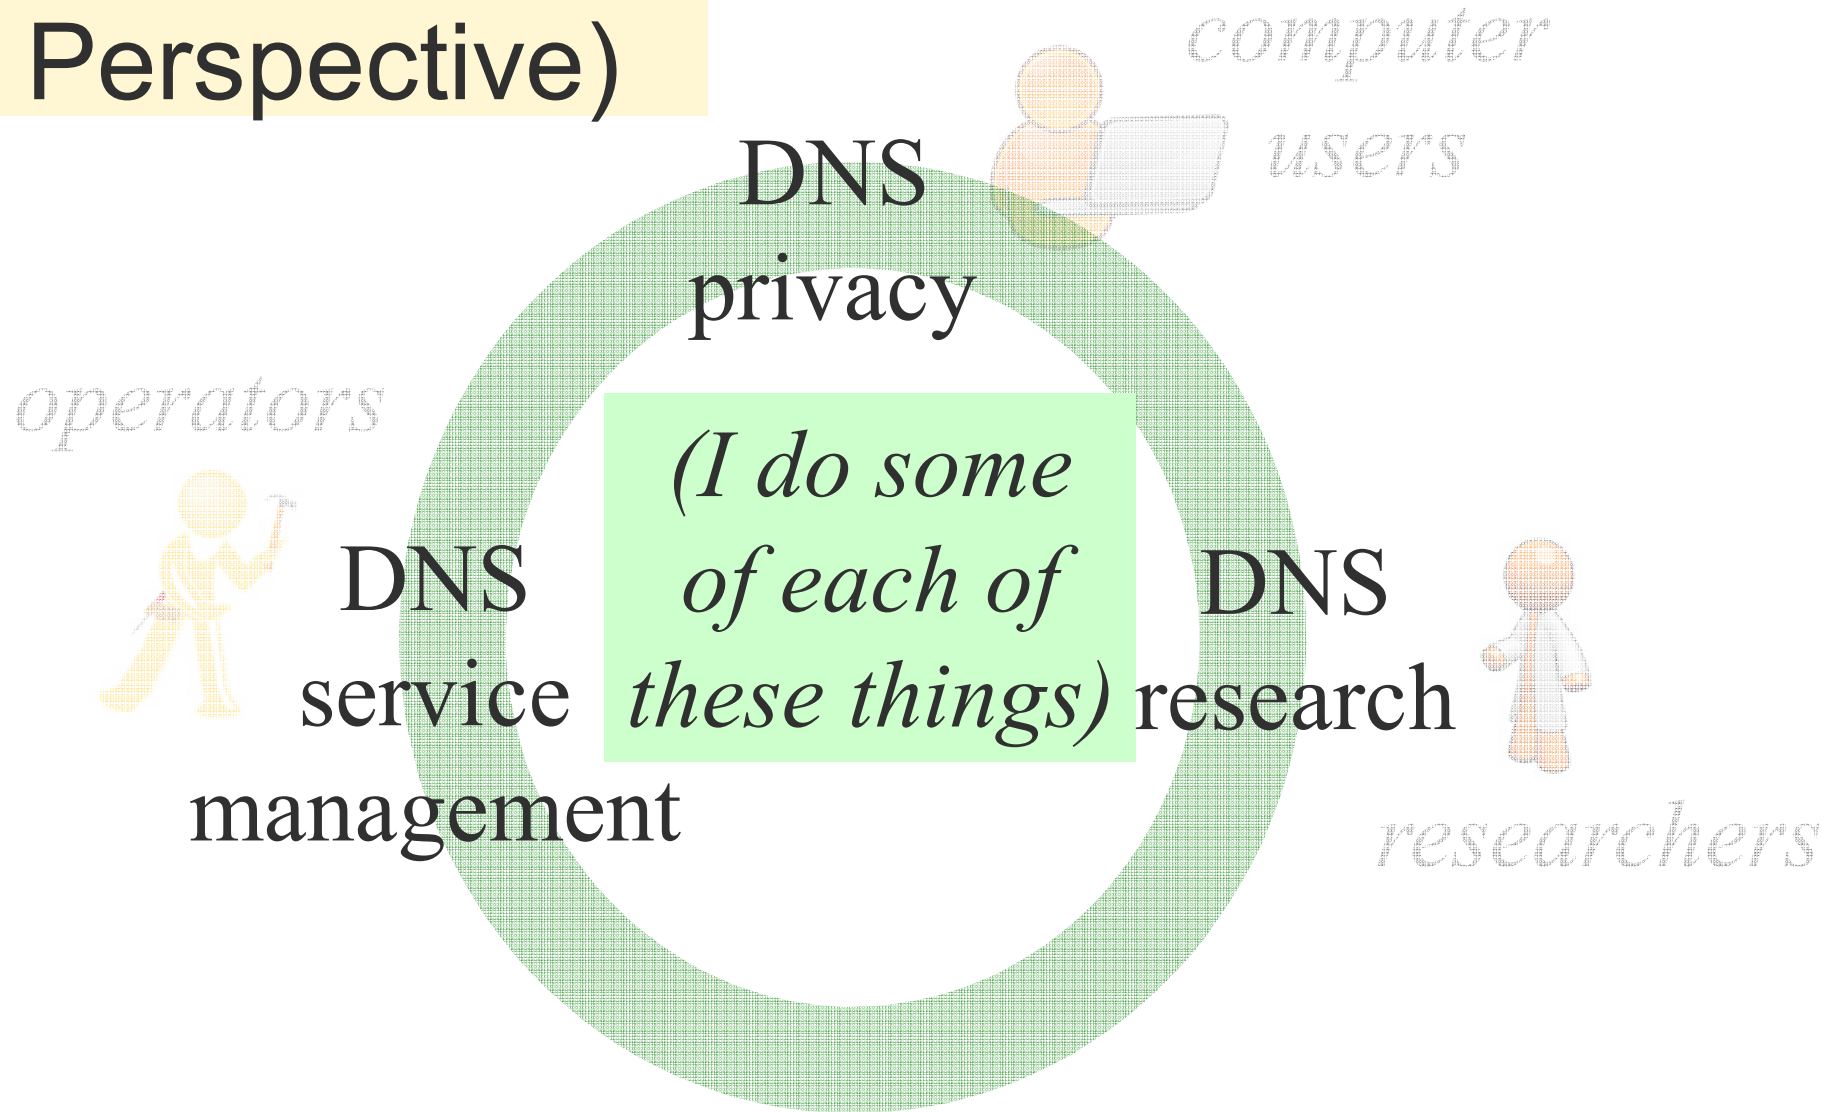 Perspective)
computer
users
DNS
privacy
operators
(I do some
of each of
these things)
DNS
service
management
DNS
research
researchers